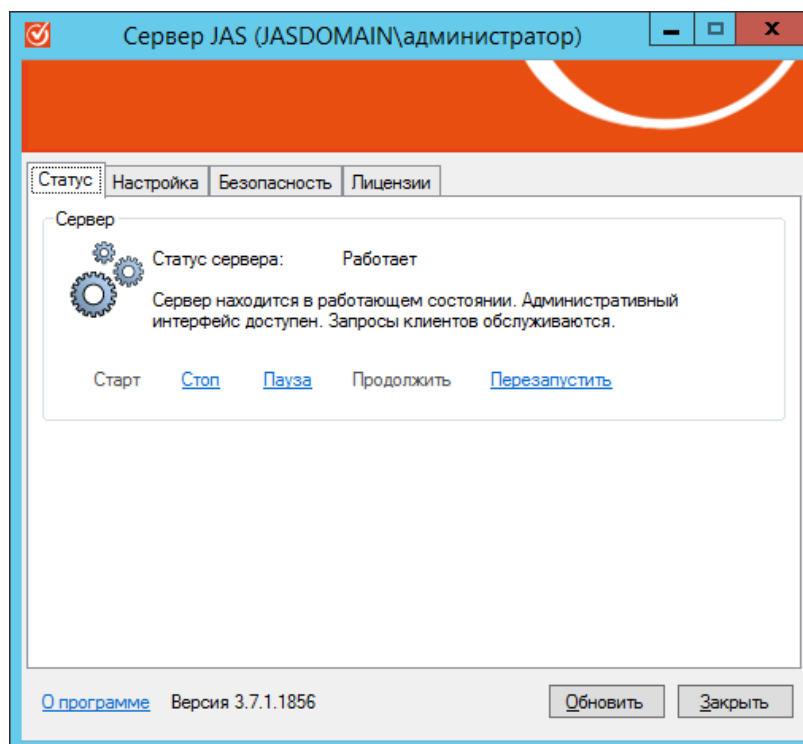 Сервер JAS (JASDOMAIN\администратор)
Статус Настройка Безопасность Лицензии
Сервер
Статус сервера: Работает
Сервер находится в работающем состоянии. Административный
интерфейс доступен. Запросы клиентов обслуживаются.
Старт Стоп Пауза Продолжить Перезапустить
О программе Версия 3.7.1.1856 Обновить Закрыть